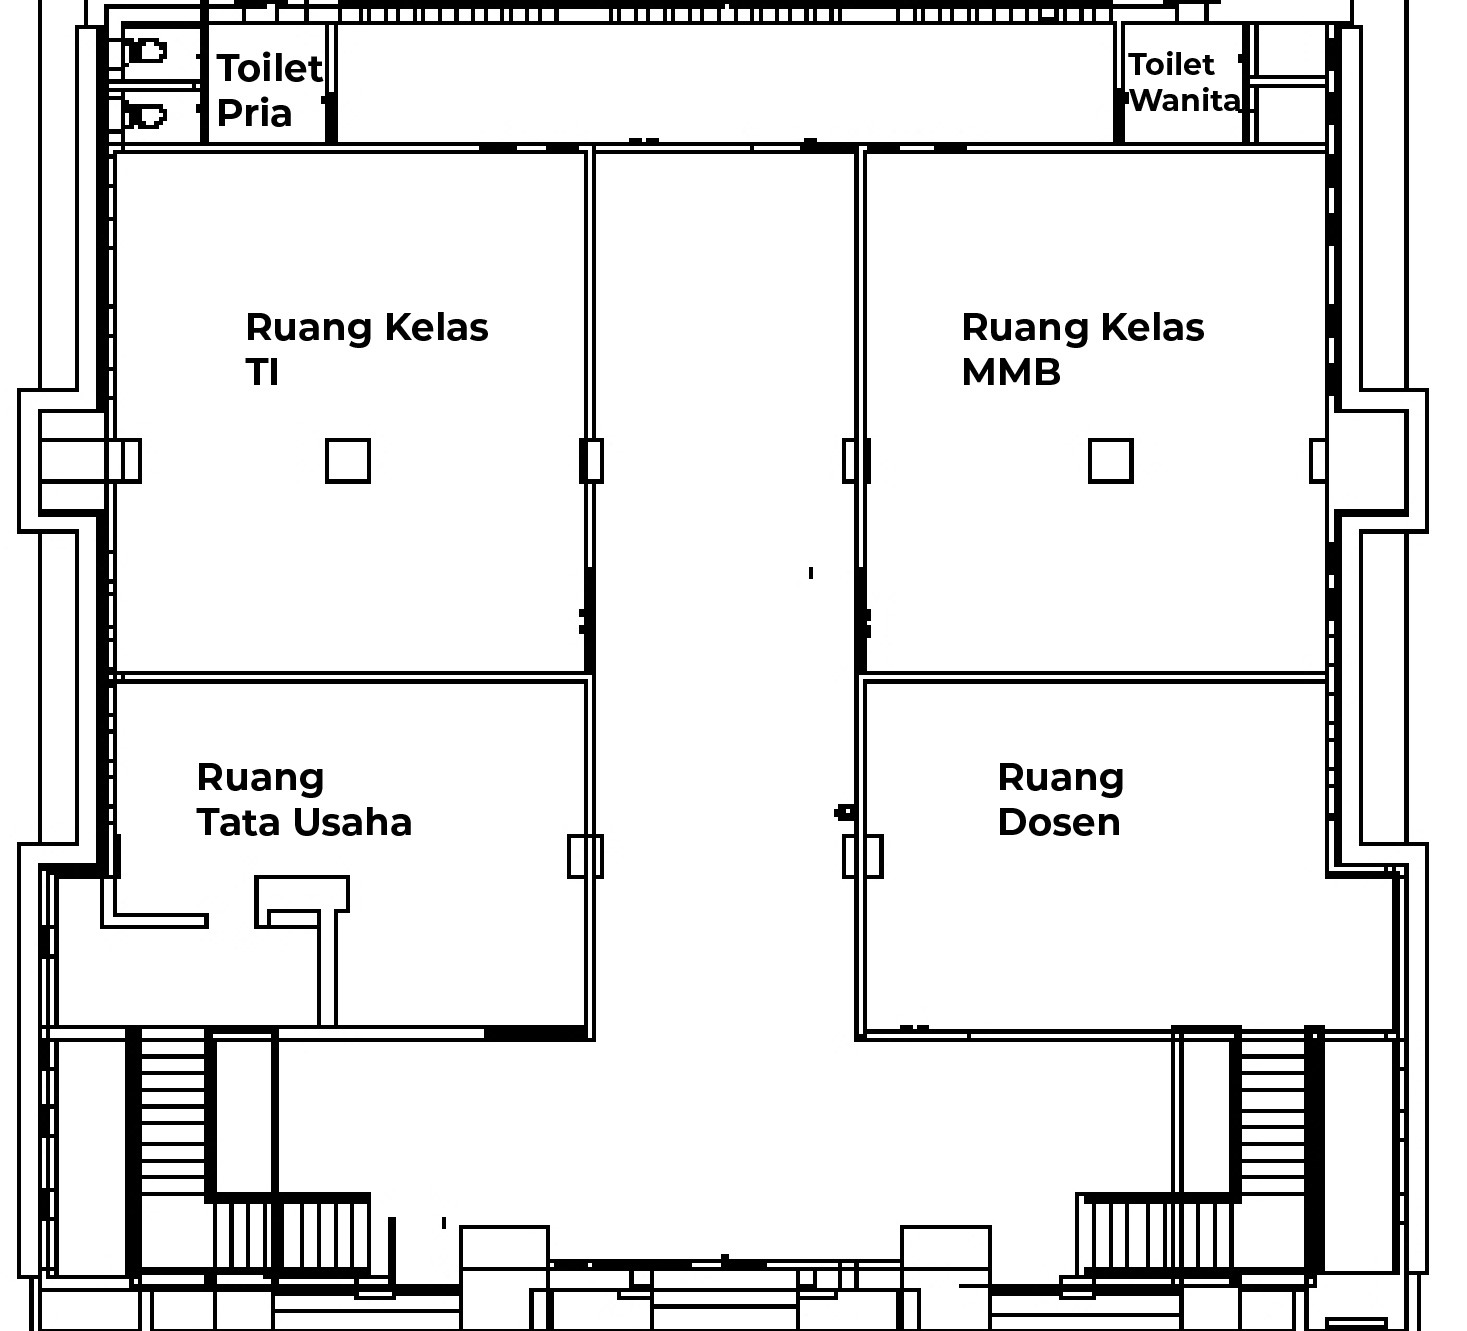 Toilet
Pria
Toilet
Wanita
Ruang Kelas
TI
Ruang Kelas
MMB
Ruang
Tata Usaha
Ruang
Dosen